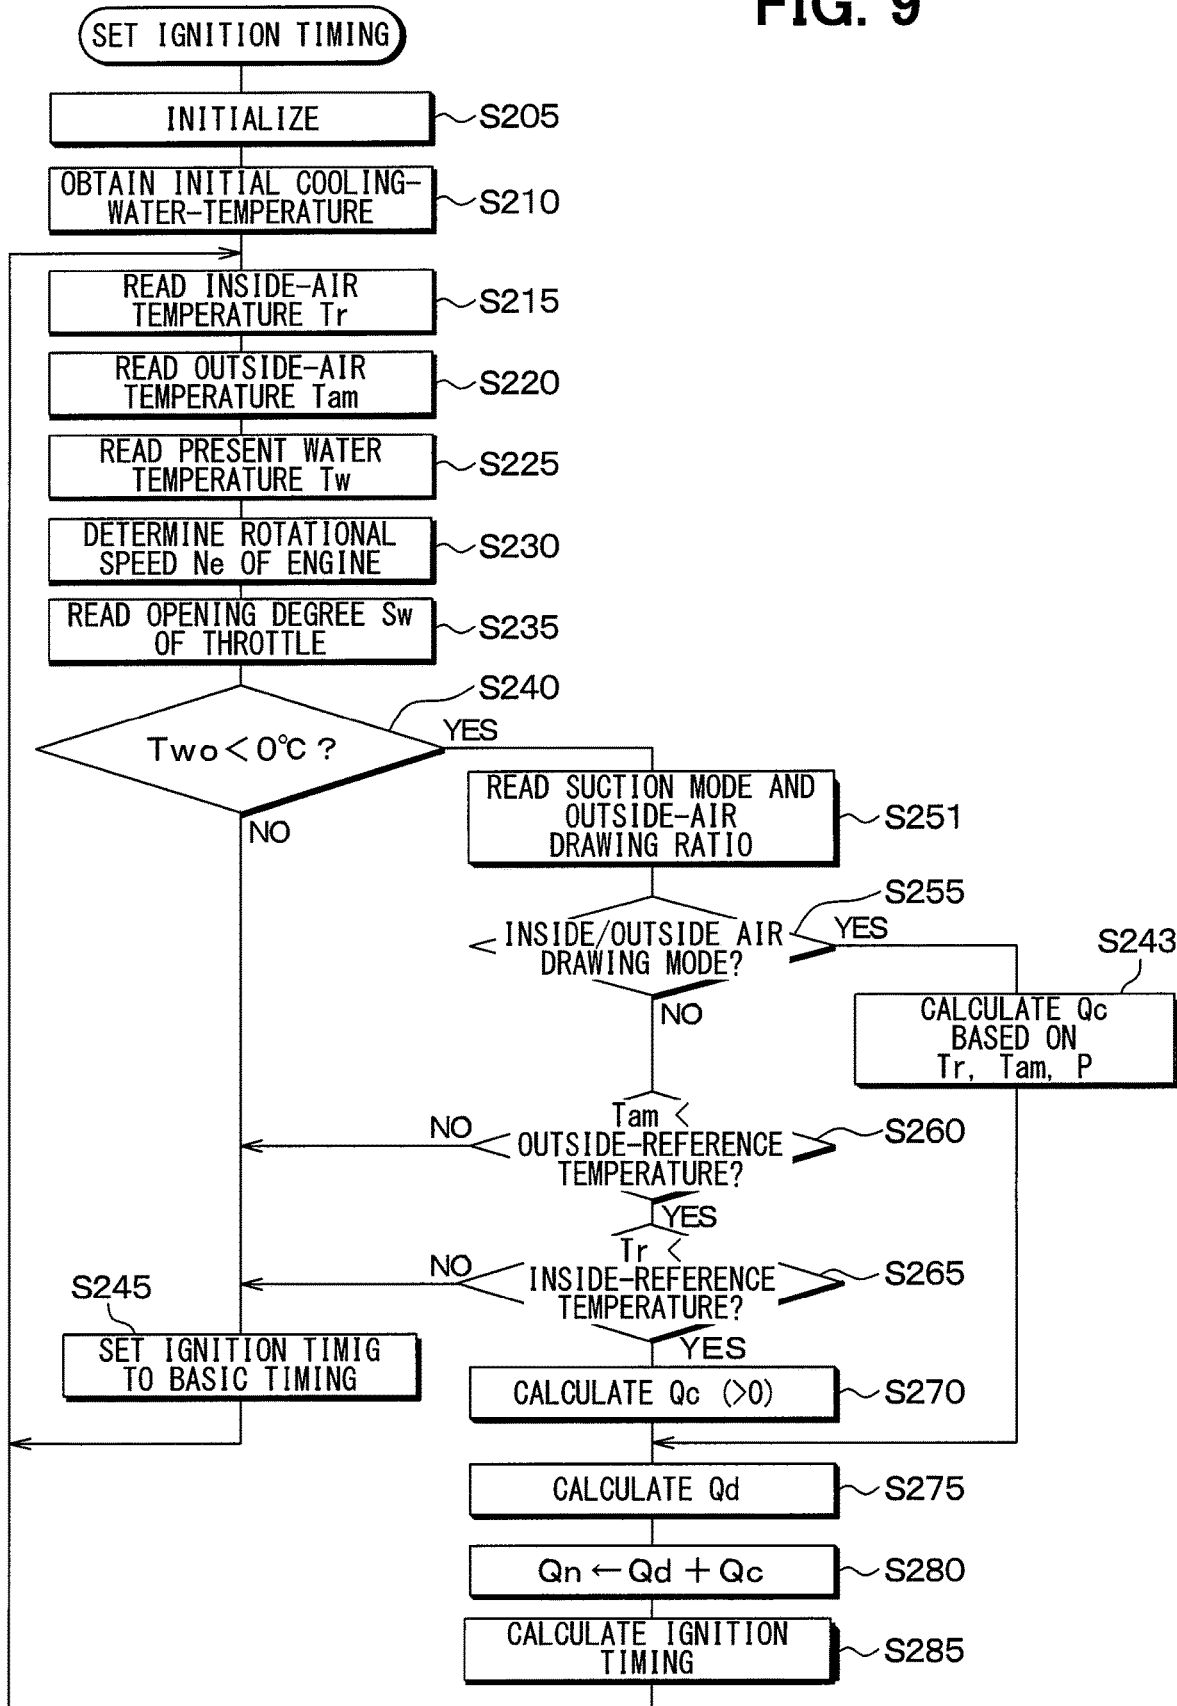 FIG. 9
SET IGNITION TIMING
INITIALIZE
S205
OBTAIN INITIAL COOLING-
WATER-TEMPERATURE
S210
READ INSIDE-AIR
TEMPERATURE Tr
S215
READ OUTSIDE-AIR
TEMPERATURE Tam
S220
READ PRESENT WATER
TEMPERATURE Tw
S225
DETERMINE ROTATIONAL
SPEED Ne OF ENGINE
S230
READ OPENING DEGREE Sw
OF THROTTLE
S235
S240
Two < 0℃ ?
YES
NO
READ SUCTION MODE AND
OUTSIDE-AIR
DRAWING RATIO
S251
S255
INSIDE/OUTSIDE AIR
DRAWING MODE?
YES
NO
S243
CALCULATE Qc
BASED ON
Tr, Tam, P
Tam <
OUTSIDE-REFERENCE
TEMPERATURE?
S260
NO
YES
Tr <
INSIDE-REFERENCE
TEMPERATURE?
S265
NO
YES
S245
SET IGNITION TIMIG
TO BASIC TIMING
CALCULATE Qc (>0)
S270
CALCULATE Qd
S275
Qn ← Qd + Qc
S280
CALCULATE IGNITION
TIMING
S285